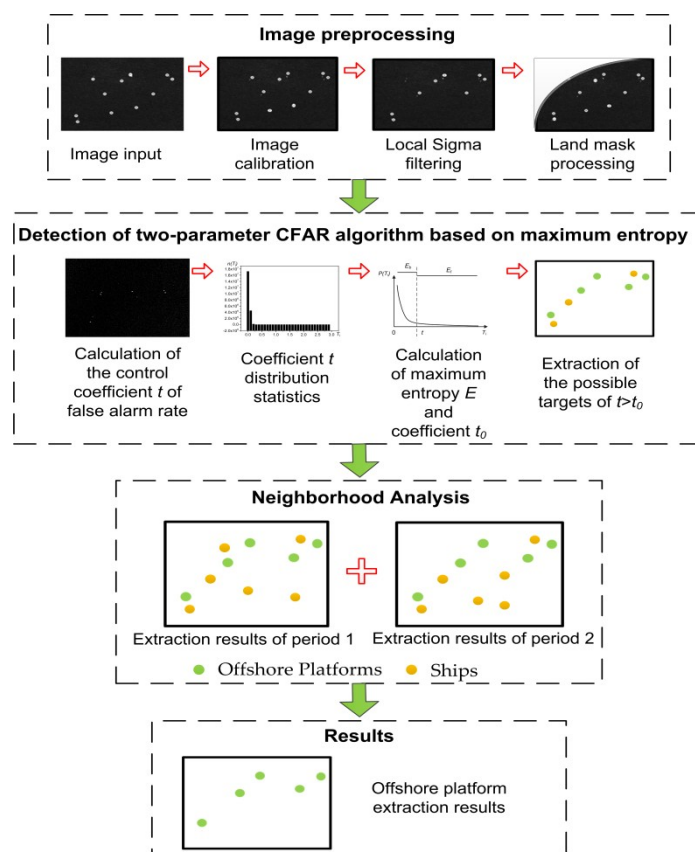 Image preprocessing
Image input
Image
calibration
Local Sigma
filtering
Land mask
processing
Detection of two-parameter CFAR algorithm based on maximum entropy
Calculation of
the control
coefficient t of
false alarm rate
Coefficient t
distribution
statistics
Calculation
of maximum
entropy E
and
coefficient t0
Extraction of
the possible
targets of t>t0
Neighborhood Analysis
Extraction results of period 1
Extraction results of period 2
Offshore Platforms
Ships
Results
Offshore platform
extraction results